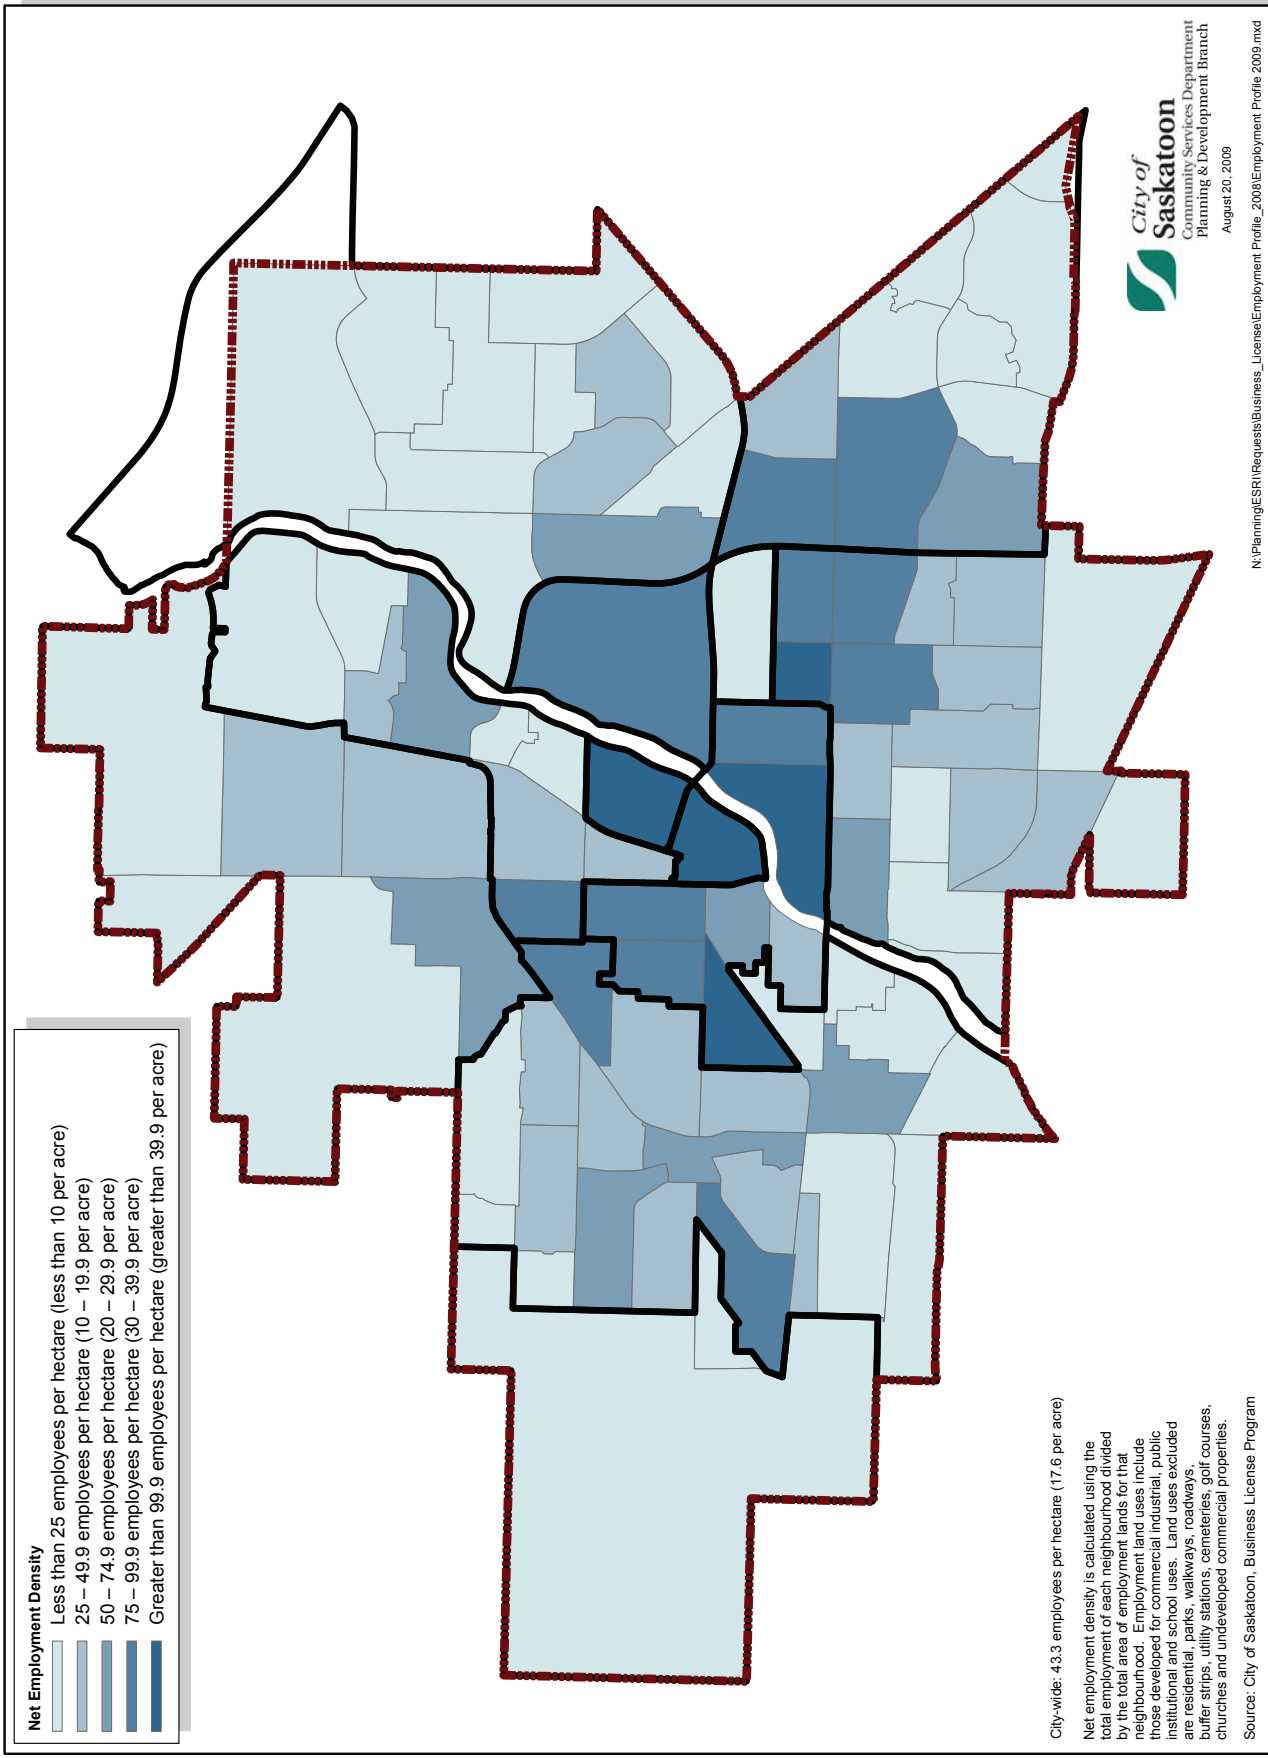 Net Employment Density
Less than 25 employees per hectare (less than 10 per acre)
25 – 49.9 employees per hectare (10 – 19.9 per acre)
50 – 74.9 employees per hectare (20 – 29.9 per acre)
75 – 99.9 employees per hectare (30 – 39.9 per acre)
Greater than 99.9 employees per hectare (greater than 39.9 per acre)
City-wide: 43.3 employees per hectare (17.6 per acre)
Net employment density is calculated using the
total employment of each neighbourhood divided
by the total area of employment lands for that
neighbourhood. Employment land uses include
those developed for commercial industrial, public
institutional and school uses. Land uses excluded
are residential, parks, walkways, roadways,
buffer strips, utility stations, cemeteries, golf courses,
churches and undeveloped commercial properties.
Source: City of Saskatoon, Business License Program
City of
Saskatoon
Community Services Department
Planning & Development Branch
August 20, 2009
N:\Planning\ESRI\Requests\Business_License\Employment Profile_2008\Employment Profile 2009.mxd